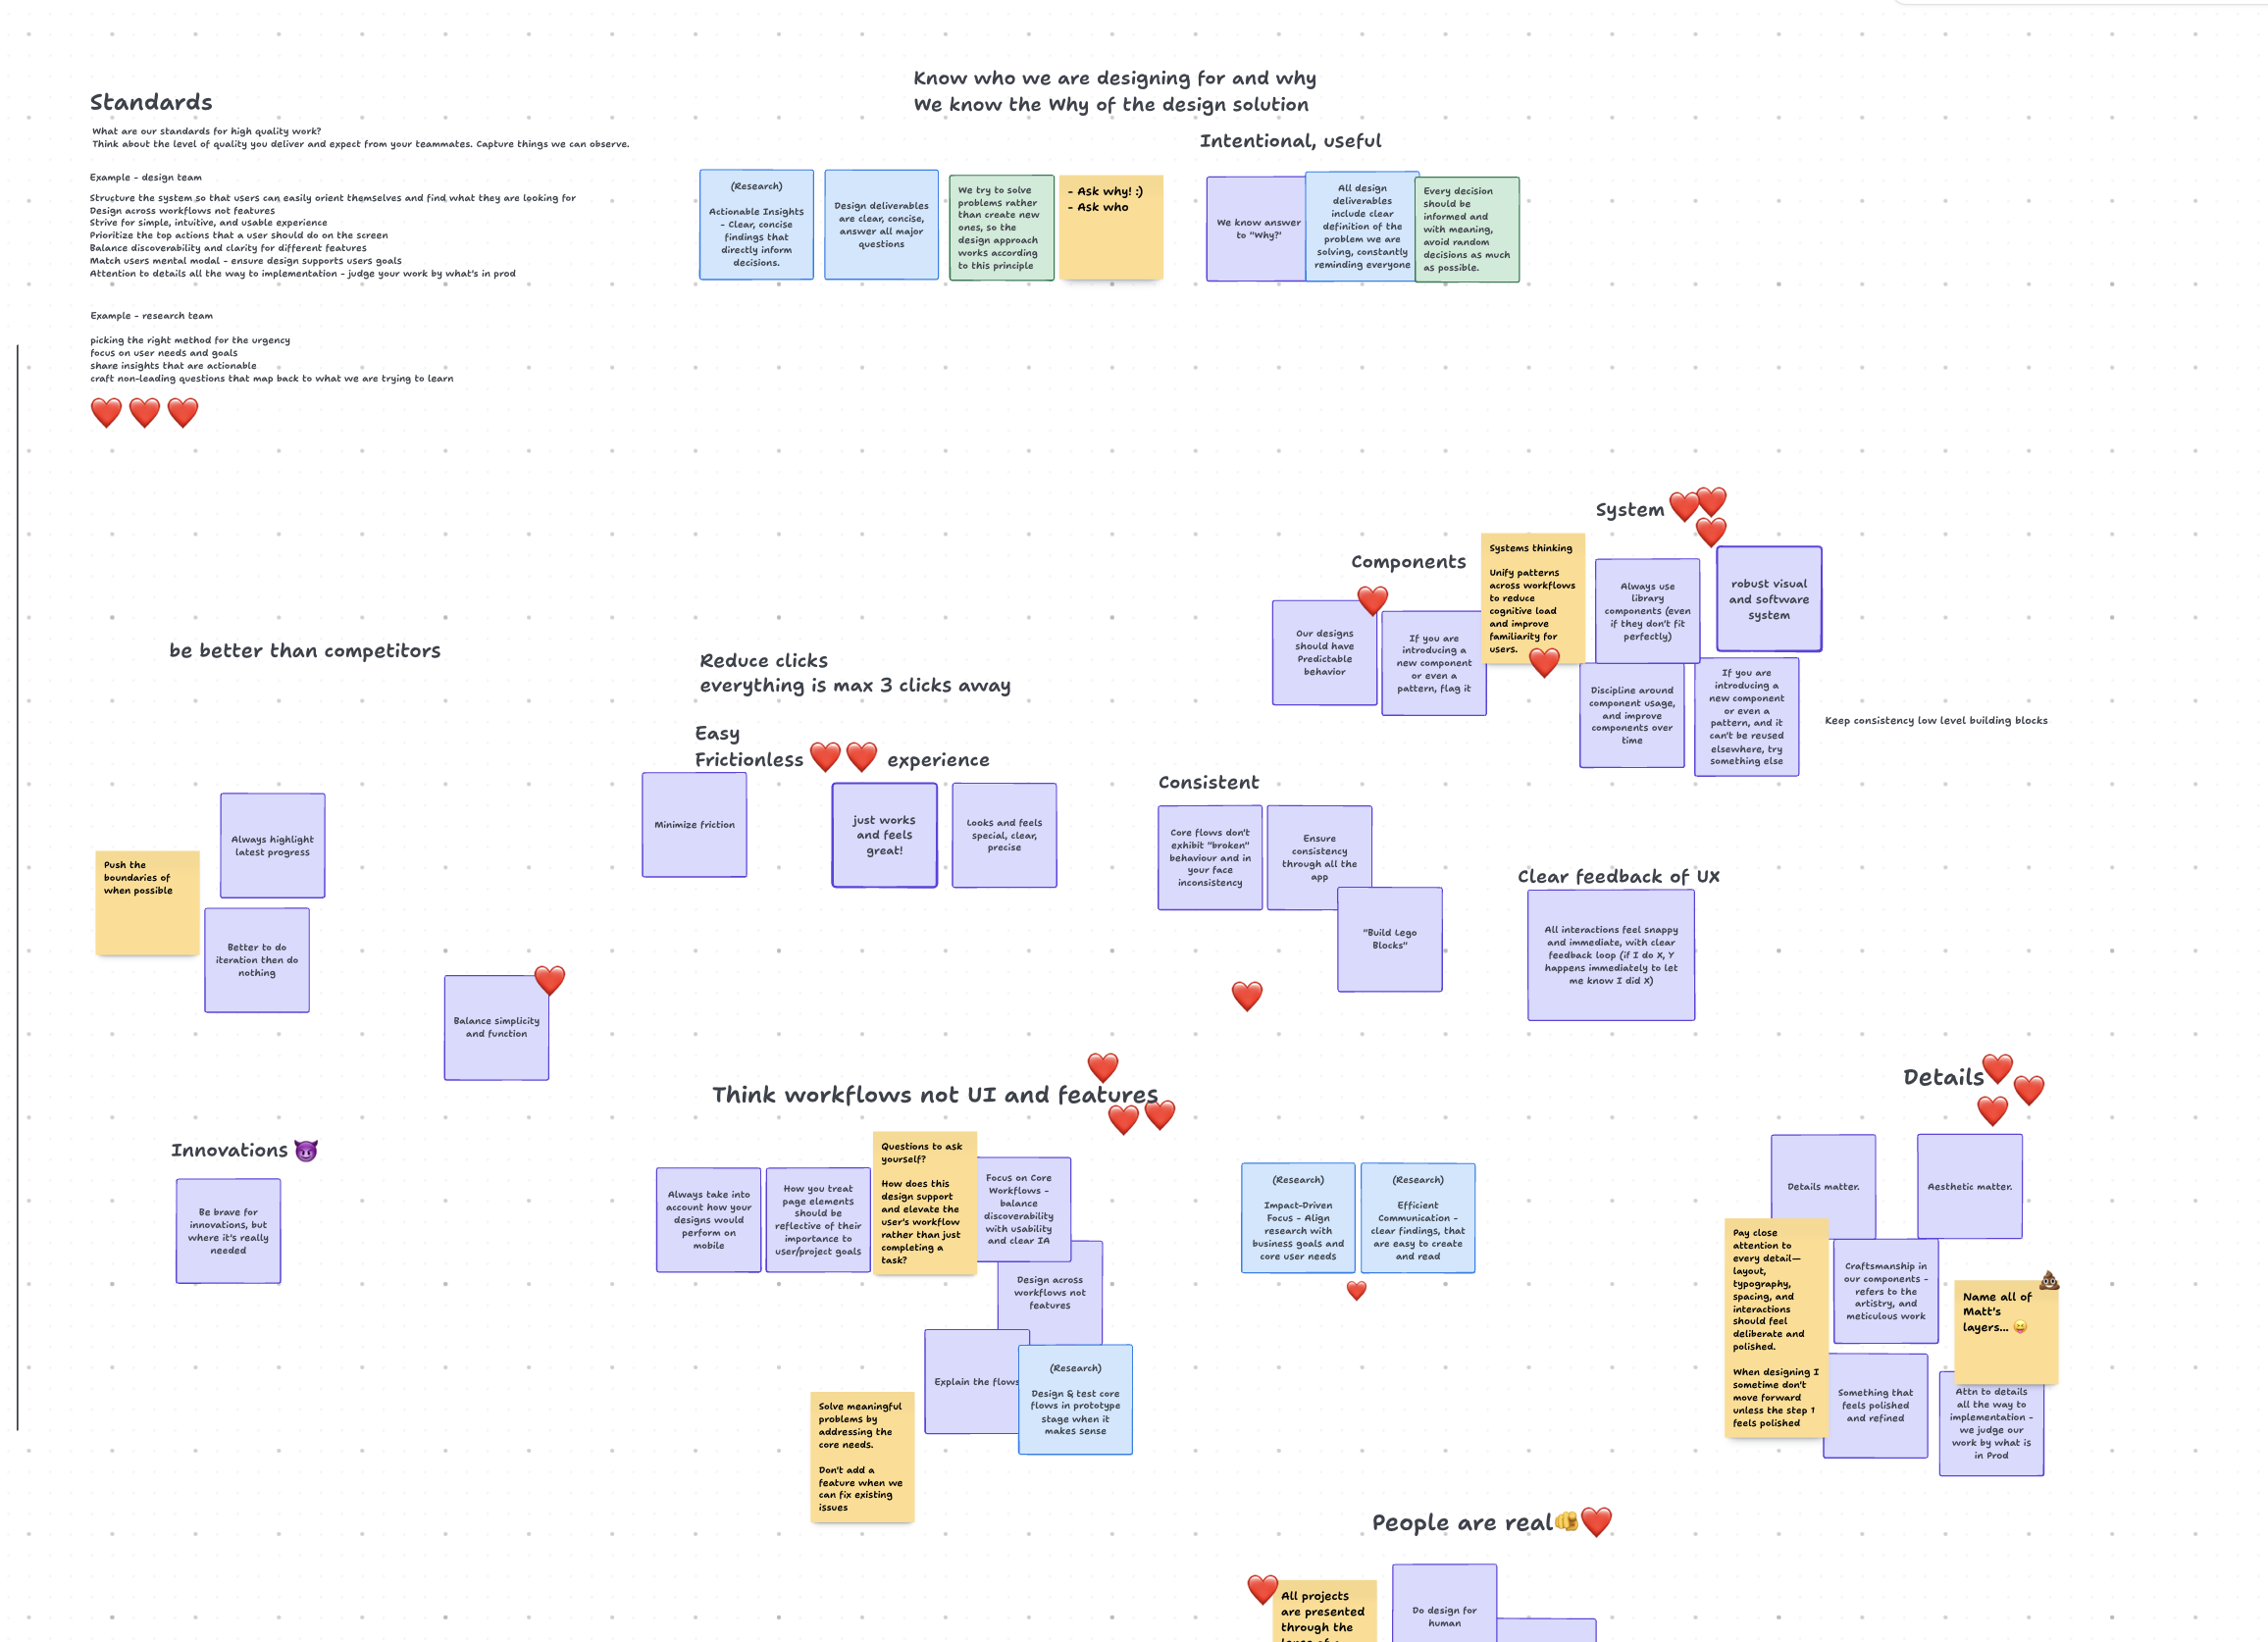 Standards
What are our standards for high quality work?
Think about the level of quality you deliver and expect from your teammates. Capture things we can observe.
Example - design team
Structure the system so that users can easily orient themselves and find what they are looking for
Design across workflows not features
Strive for simple, intuitive, and usable experience
Prioritize the top actions that a user should do on the screen
Balance discoverability and clarity for different features
Match users mental modal - ensure design supports users goals
Attention to details all the way to implementation - judge your work by what's in prod
Example - research team
picking the right method for the urgency
focus on user needs and goals
share insights that are actionable
craft non-leading questions that map back to what we are trying to learn
Know who we are designing for and why
We know the Why of the design solution
(Research)
Actionable Insights
- Clear, concise
findings that
directly inform
decisions.
Design deliverables
are clear, concise,
answer all major
questions
We try to solve
problems rather
than create new
ones, so the
design approach
works according
to this principle
- Ask why! :)
- Ask who
Intentional, useful
We know answer
to "Why?'
All design
deliverables
include clear
definition of the
problem we are
solving, constantly
reminding everyone
Every decision
should be
informed and
with meaning,
avoid random
decisions as much
as possible.
System
Components
Our designs
should have
Predictable
behavior
If you are
introducing a
new component
or even a
pattern, flag it
Systems thinking
Unify patterns
across workflows
to reduce
cognitive load
and improve
familiarity for
users.
Always use
library
components (even
if they don't fit
perfectly)
robust visual
and software
system
Discipline around
component usage,
and improve
components over
time
If you are
introducing a
new component
or even a
pattern, and it
can't be reused
elsewhere, try
something else
Keep consistency low level building blocks
be better than competitors
Always highlight
latest progress
Push the
boundaries of
when possible
Better to do
iteration then do
nothing
Balance simplicity
and function
Reduce clicks
everything is max 3 clicks away
Easy
Frictionless experience
Minimize friction
just works
and feels
great!
Looks and feels
special, clear,
precise
Consistent
Core flows don't
exhibit "broken"
behaviour and in
your face
inconsistency
Ensure
consistency
through all the
app
"Build Lego
Blocks"
Clear feedback of UX
All interactions feel snappy
and immediate, with clear
feedback loop (if I do X, Y
happens immediately to let
me know I did X)
Innovations
Be brave for
innovations, but
where it's really
needed
Think workflows not UI and features
Always take into
account how your
designs would
perform on
mobile
How you treat
page elements
should be
reflective of their
importance to
user/project goals
Questions to ask
yourself?
How does this
design support
and elevate the
user's workflow
rather than just
completing a
task?
Focus on Core
Workflows -
balance
discoverability
with usability
and clear IA
Design across
workflows not
features
Explain the flows
(Research)
Design & test core
flows in prototype
stage when it
makes sense
Solve meaningful
problems by
addressing the
core needs.
Don't add a
feature when we
can fix existing
issues
(Research)
Impact-Driven
Focus - Align
research with
business goals and
core user needs
(Research)
Efficient
Communication -
clear findings, that
are easy to create
and read
Details
Details matter.
Aesthetic matter.
Pay close
attention to
every detail—
layout,
typography,
spacing, and
interactions
should feel
deliberate and
polished.
When designing I
sometime don't
move forward
unless the step 1
feels polished
Craftsmanship in
our components -
refers to the
artistry, and
meticulous work
Name all of
Matt's
layers...
Something that
feels polished
and refined
Attn to details
all the way to
implementation -
we judge our
work by what is
in Prod
People are real
All projects
are presented
through the
Do design for
human